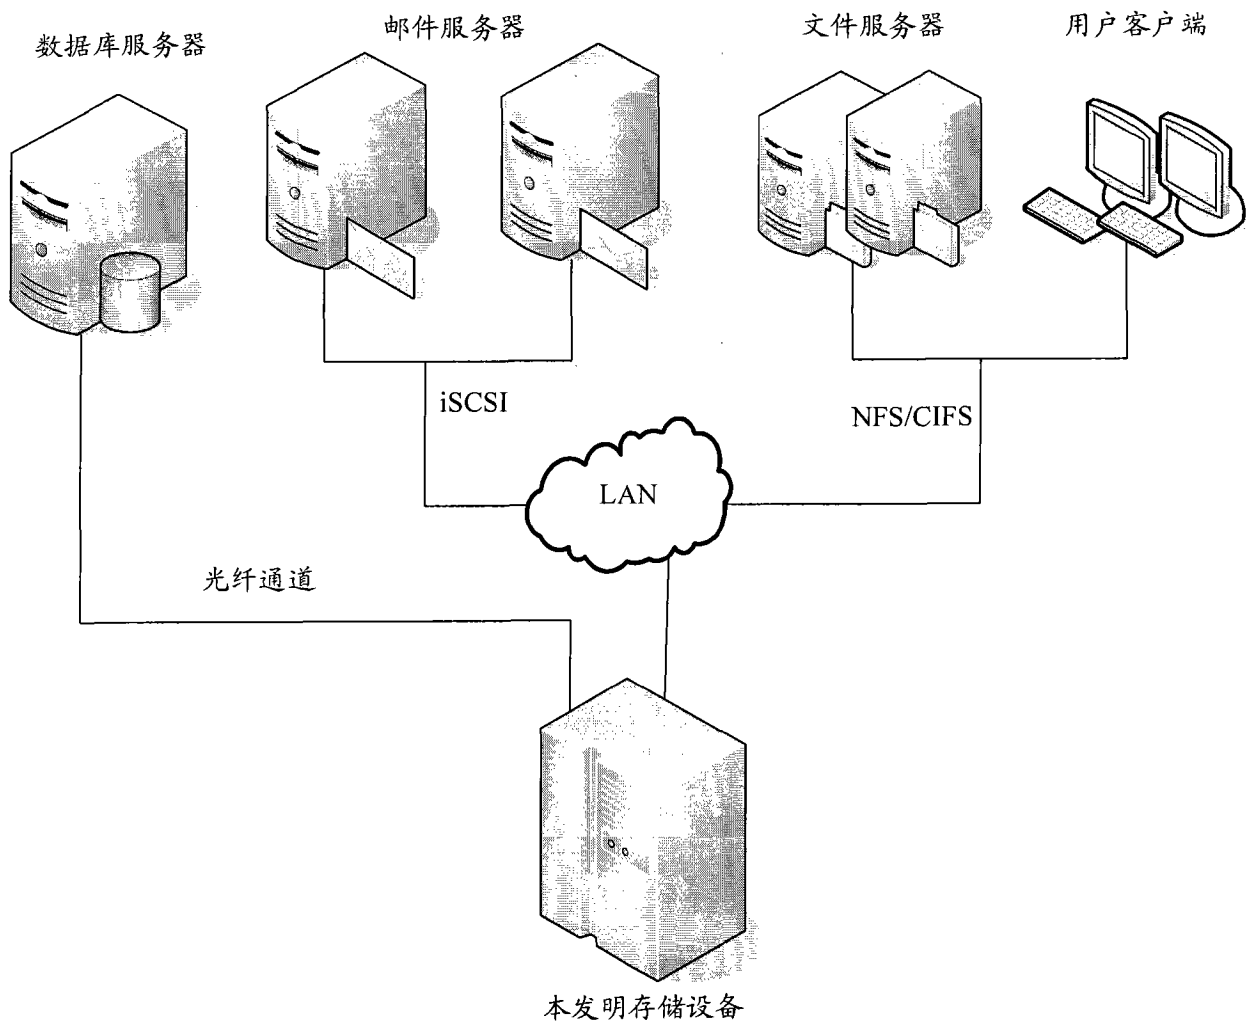 数据库服务器
邮件服务器
文件服务器
用户客户端
iSCSI
NFS/CIFS
LAN
光纤通道
本发明存储设备